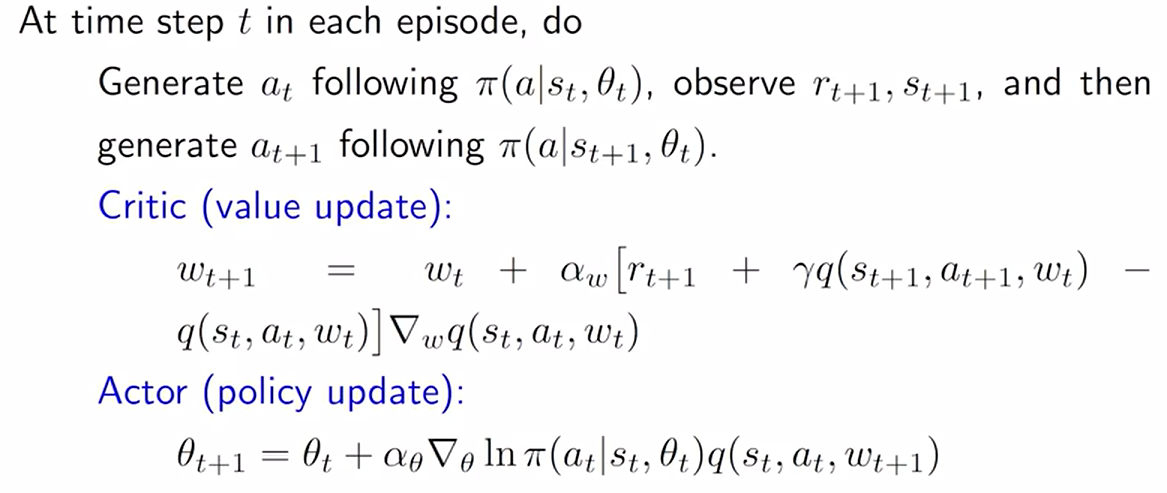 At time step t in each episode, do
Generate a_t following π(a|s_t, θ_t), observe r_{t+1}, s_{t+1}, and then
generate a_{t+1} following π(a|s_{t+1}, θ_t).
Critic (value update):
w_{t+1} = w_t + α_w[r_{t+1} + γq(s_{t+1}, a_{t+1}, w_t) −
q(s_t, a_t, w_t)]∇_w q(s_t, a_t, w_t)
Actor (policy update):
θ_{t+1} = θ_t + α_θ∇_θ ln π(a_t|s_t, θ_t)q(s_t, a_t, w_{t+1})